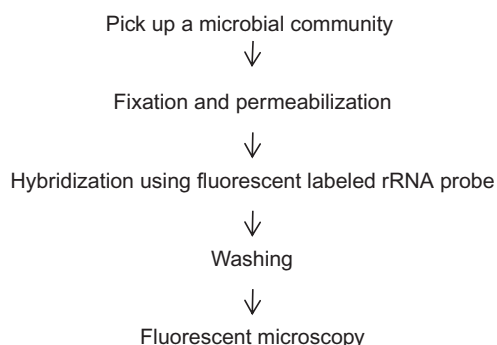 Pick up a microbial community
Fixation and permeabilization
Hybridization using fluorescent labeled rRNA probe
Washing
Fluorescent microscopy